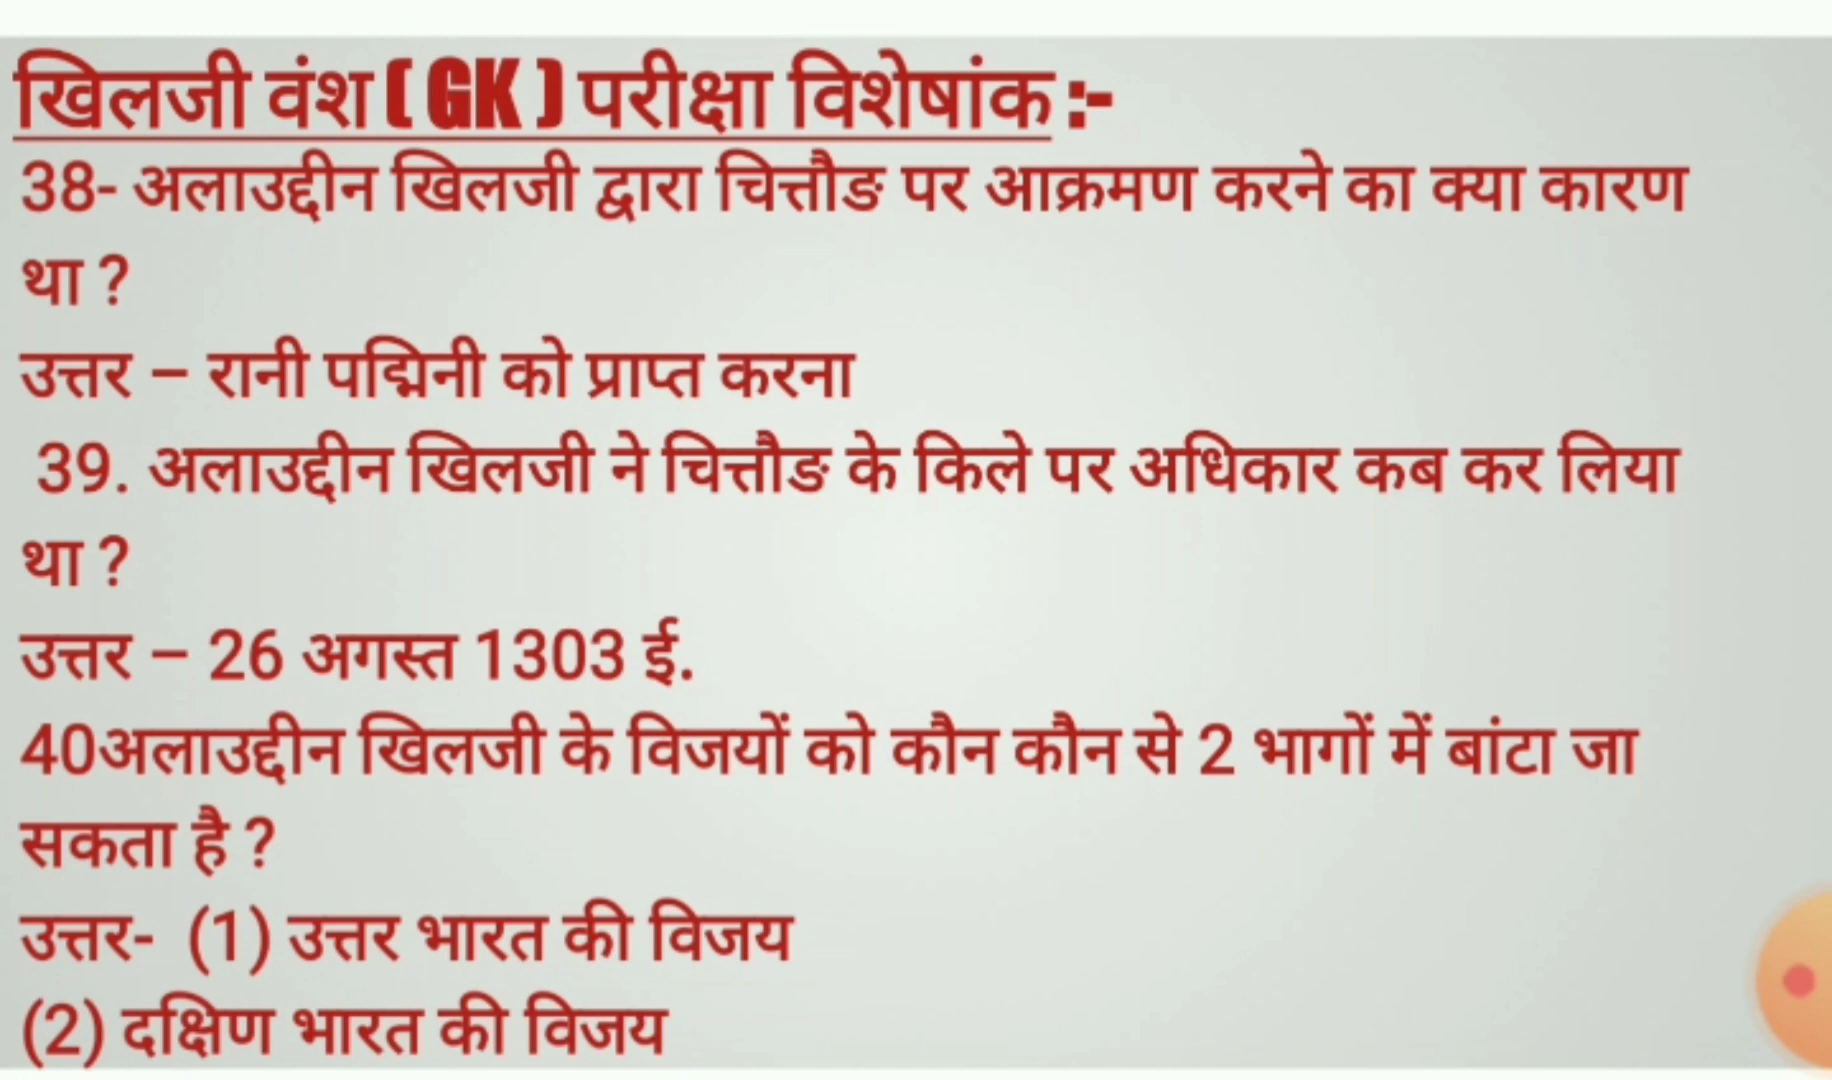 खिलजी वंश ( GK ) परीक्षा विशेषांक :-
38- अलाउद्दीन खिलजी द्वारा चित्तौङ पर आक्रमण करने का क्या कारण
था ?
उत्तर – रानी पद्मिनी को प्राप्त करना
39. अलाउद्दीन खिलजी ने चित्तौङ के किले पर अधिकार कब कर लिया
था ?
उत्तर – 26 अगस्त 1303 ई.
40अलाउद्दीन खिलजी के विजयों को कौन कौन से 2 भागों में बांटा जा
सकता है ?
उत्तर- (1) उत्तर भारत की विजय
(2) दक्षिण भारत की विजय